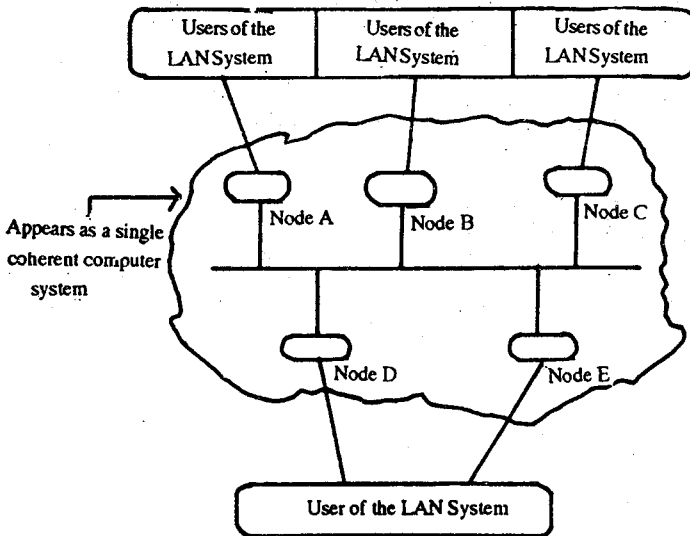 Users of the
LAN System
Users of the
LAN System
Users of the
LAN System
Node A
Node B
Node C
Appears as a single
coherent computer
system
Node D
Node E
User of the LAN System